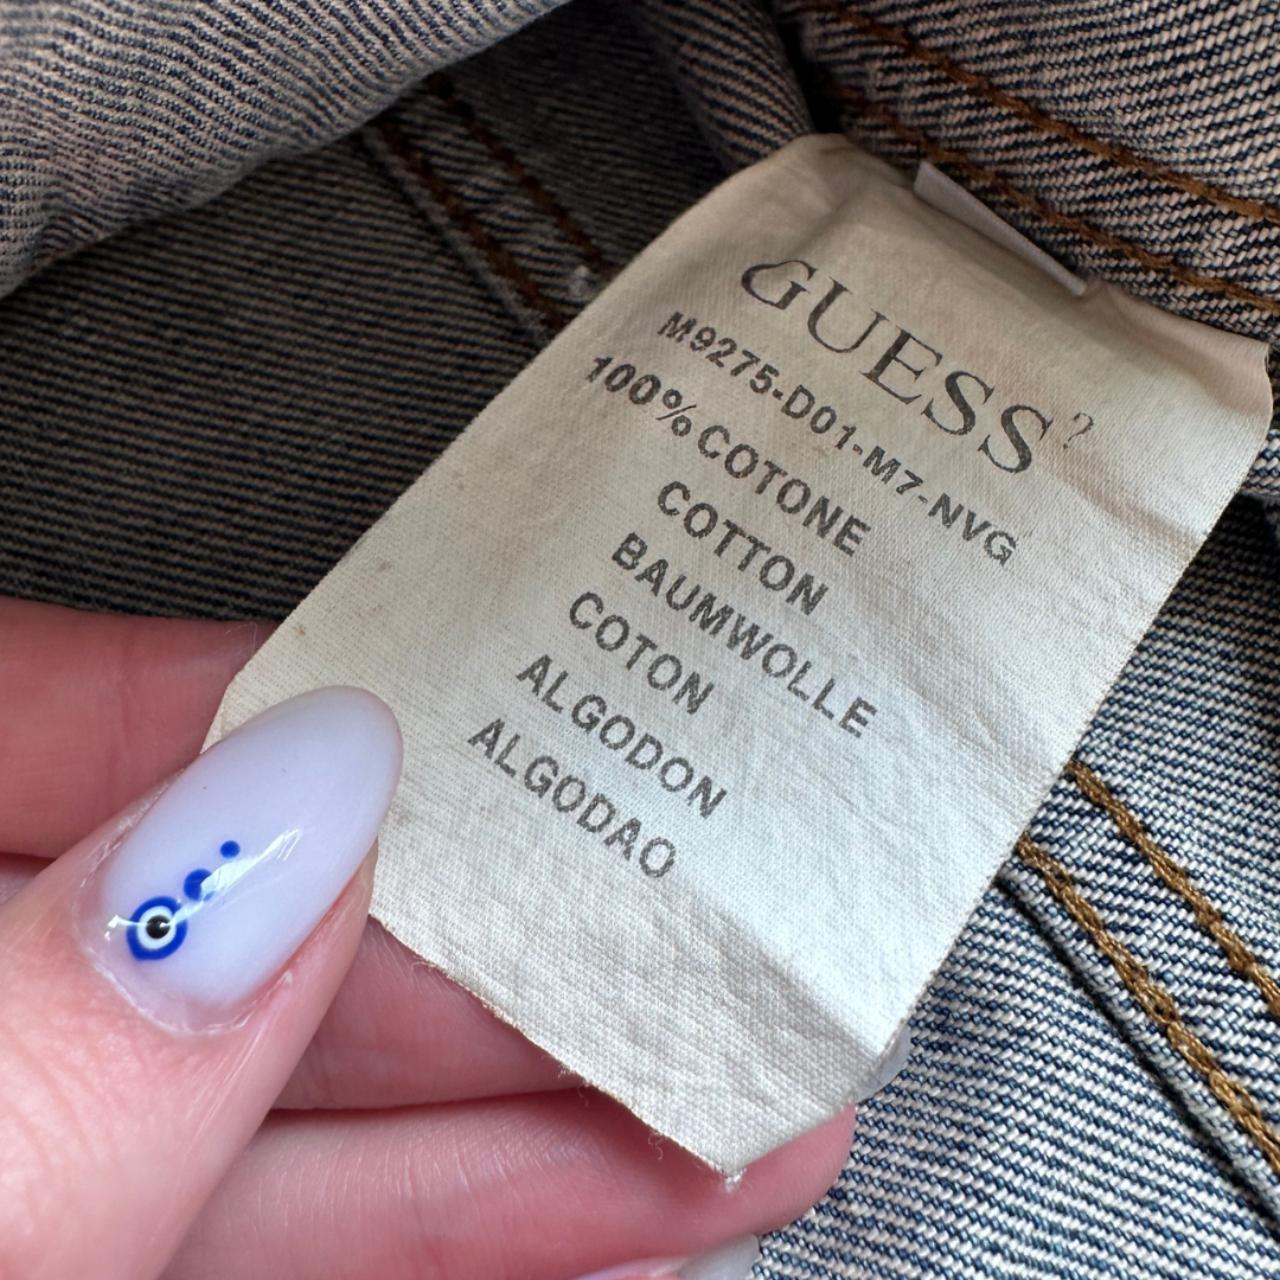 GUESS?
M9275-D01-M7-NVG
100% COTONE
COTTON
BAUMWOLLE
COTON
ALGODON
ALGODAO